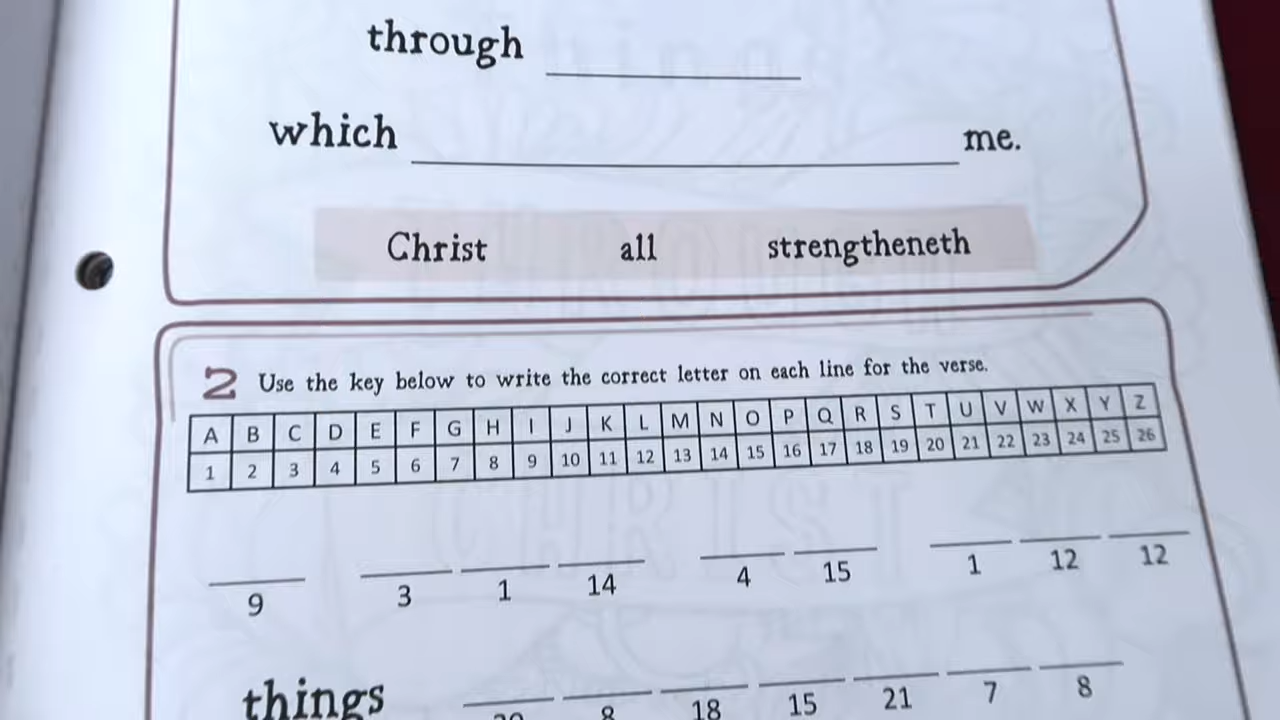 through
which me.
Christ all strengtheneth
2 Use the key below to write the correct letter on each line for the verse.
A B C D E F G H I J K L M N O P Q R S T U V W X Y Z
1 2 3 4 5 6 7 8 9 10 11 12 13 14 15 16 17 18 19 20 21 22 23 24 25 26
9 3 1 14 4 15 1 12 12
things 20 8 18 15 21 7 8